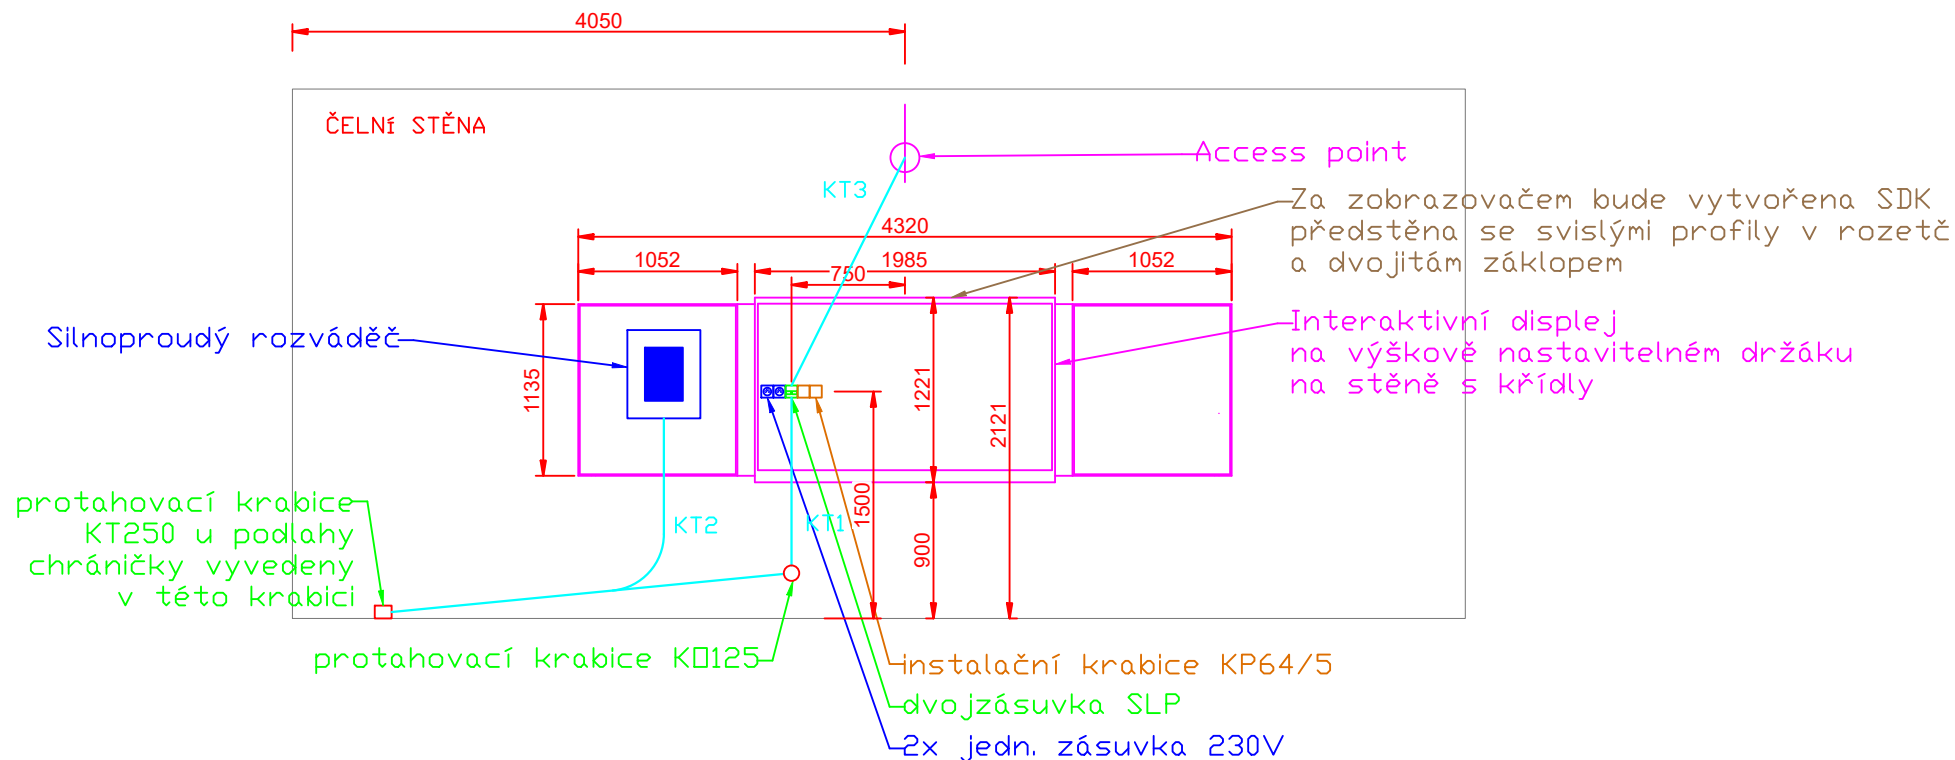 4050
ČELNí STĚNA
Access point
KT3
Za zobrazovačem bude vytvořena SDK
předstěna se svislými profily v rozetč
a dvojitám záklopem
4320
1052
1985
1052
750
Interaktivní displej
na výškově nastavitelném držáku
na stěně s křídly
Silnoproudý rozváděč
1135
1221
2121
1500
900
protahovací krabice
KT250 u podlahy
chráničky vyvedeny
v této krabici
KT2
KT1
protahovací krabice KO125
instalační krabice KP64/5
dvojzásuvka SLP
2x jedn. zásuvka 230V